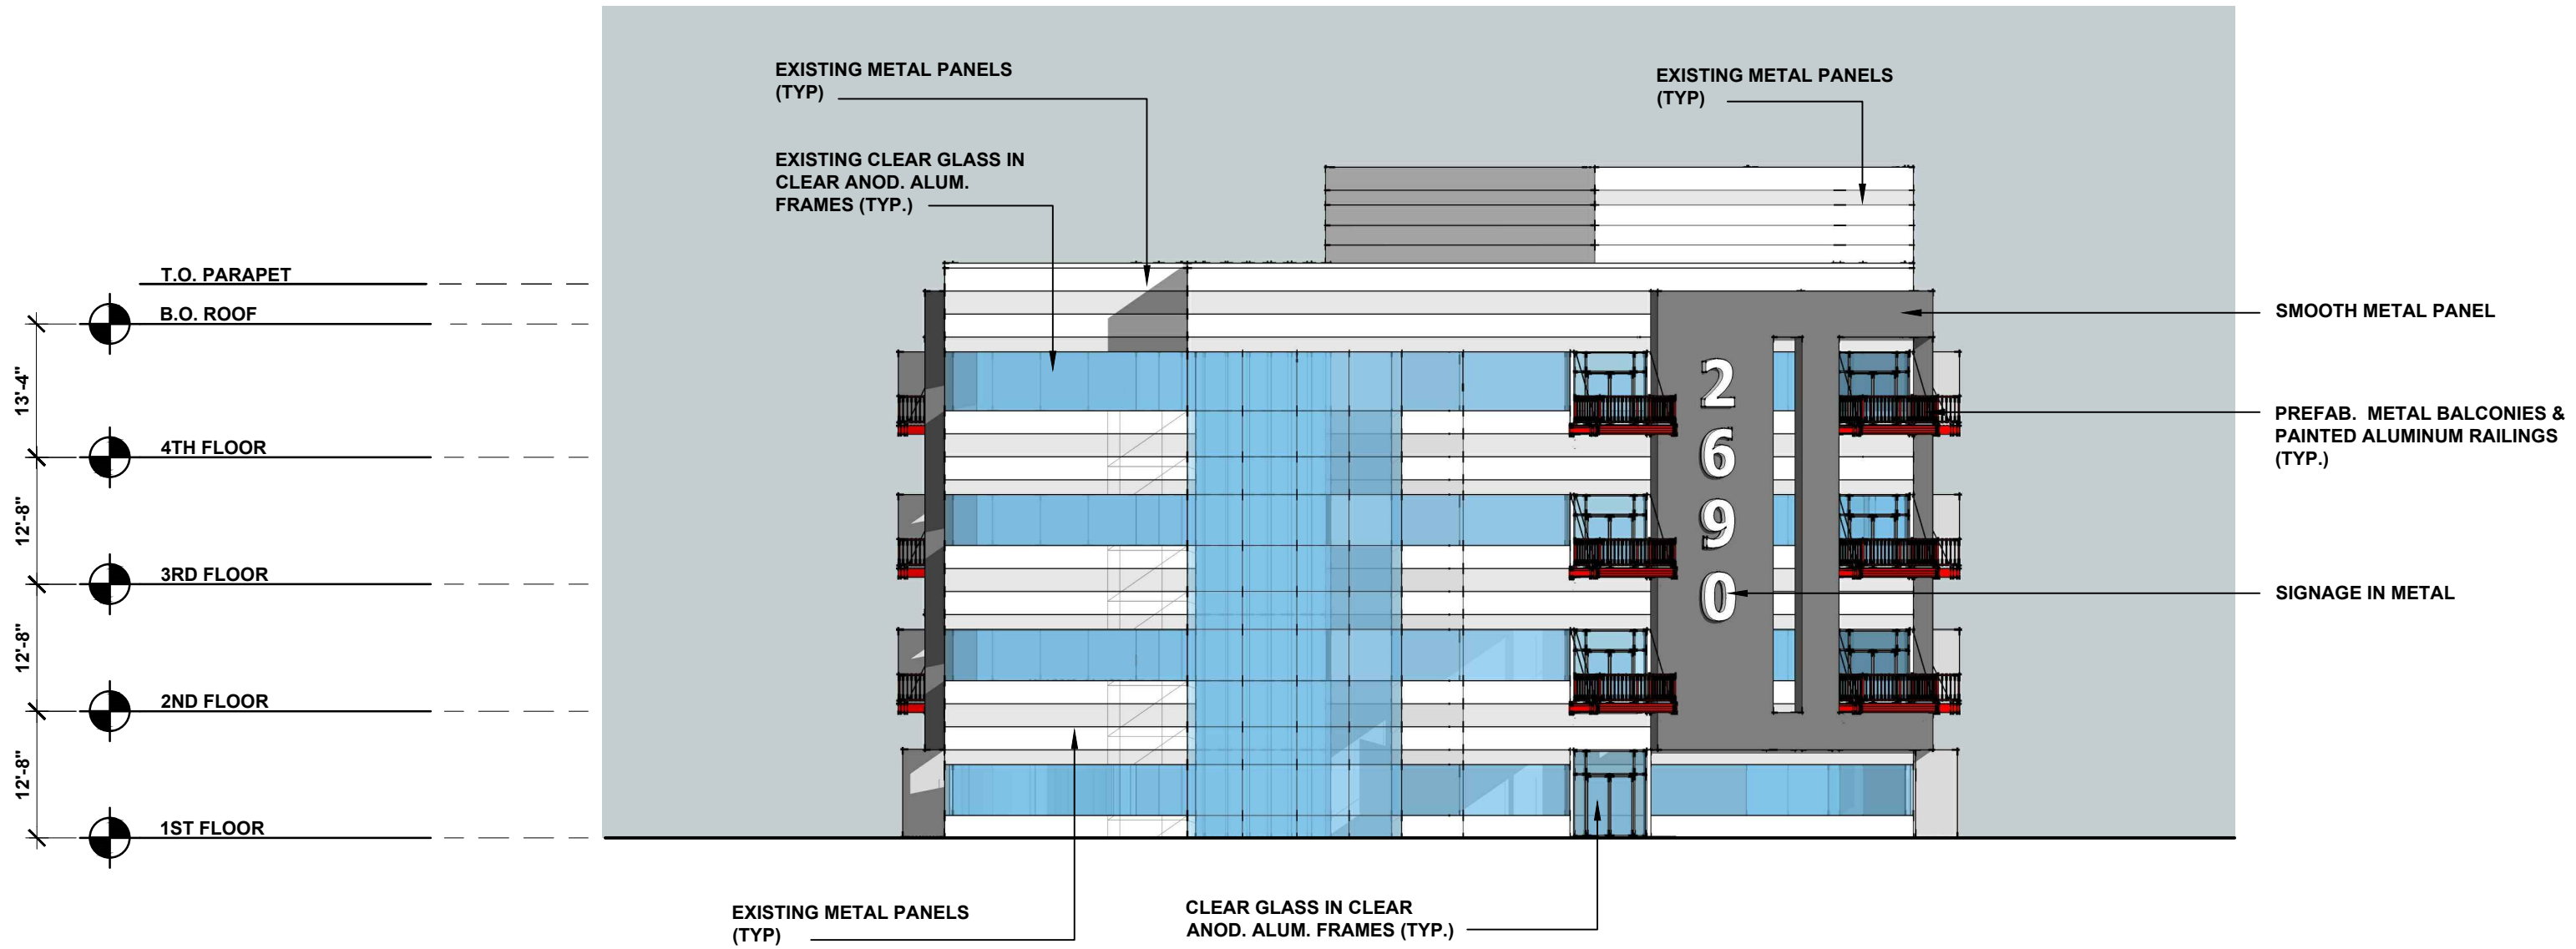 EXISTING METAL PANELS
(TYP)
EXISTING METAL PANELS
(TYP)
EXISTING CLEAR GLASS IN
CLEAR ANOD. ALUM.
FRAMES (TYP.)
T.O. PARAPET
B.O. ROOF
SMOOTH METAL PANEL
13'-4"
2
6
9
0
PREFAB. METAL BALCONIES &
PAINTED ALUMINUM RAILINGS
(TYP.)
4TH FLOOR
12'-8"
3RD FLOOR
SIGNAGE IN METAL
12'-8"
2ND FLOOR
12'-8"
1ST FLOOR
EXISTING METAL PANELS
(TYP)
CLEAR GLASS IN CLEAR
ANOD. ALUM. FRAMES (TYP.)